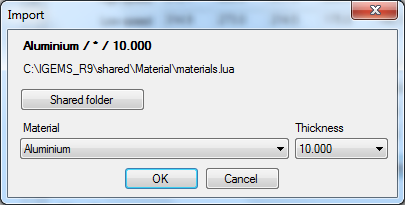 Import
Aluminium / * / 10.000
C:\IGEMS_R9\shared\Material\materials.lua
Shared folder
Material Thickness
Aluminium 10.000
OK Cancel